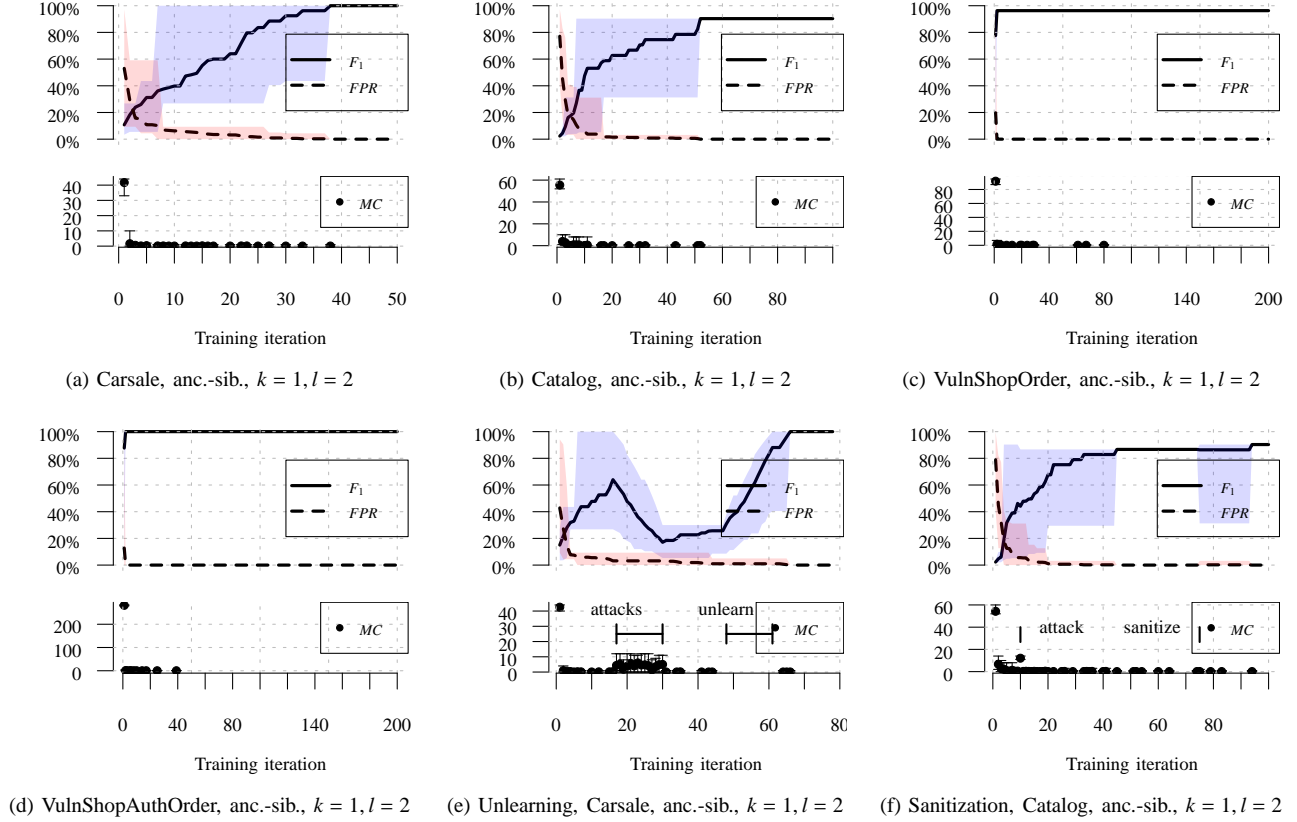 100%
80%
60%
40%
20%
0%
F1
FPR
40
30
20
10
0
MC
0 10 20 30 40 50
Training iteration
(a) Carsale, anc.-sib., k = 1, l = 2
100%
80%
60%
40%
20%
0%
F1
FPR
60
40
20
0
MC
0 20 40 60 80
Training iteration
(b) Catalog, anc.-sib., k = 1, l = 2
100%
80%
60%
40%
20%
0%
F1
FPR
80
60
40
20
0
MC
0 40 80 140 200
Training iteration
(c) VulnShopOrder, anc.-sib., k = 1, l = 2
100%
80%
60%
40%
20%
0%
F1
FPR
200
100
0
MC
0 40 80 140 200
Training iteration
(d) VulnShopAuthOrder, anc.-sib., k = 1, l = 2
100%
80%
60%
40%
20%
0%
F1
FPR
40
30
20
10
0
attacks unlearn
MC
0 20 40 60 80
Training iteration
(e) Unlearning, Carsale, anc.-sib., k = 1, l = 2
100%
80%
60%
40%
20%
0%
F1
FPR
60
40
20
0
attack sanitize
MC
0 20 40 60 80
Training iteration
(f) Sanitization, Catalog, anc.-sib., k = 1, l = 2